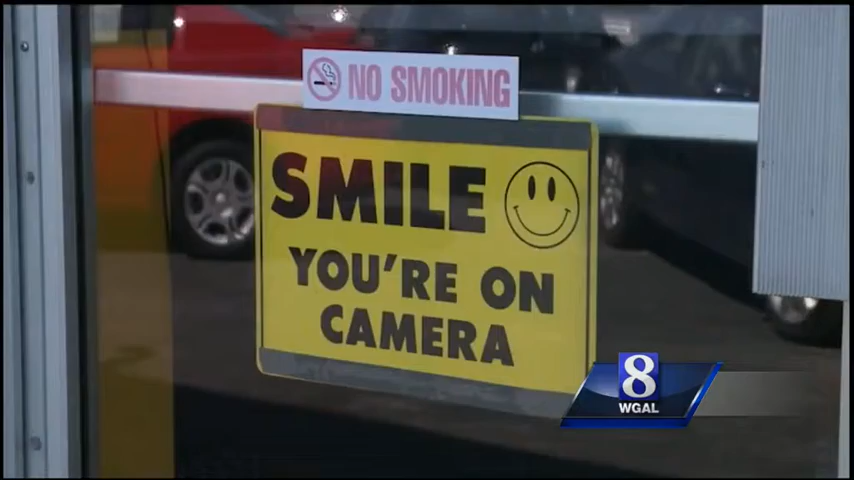 NO SMOKING
SMILE
YOU'RE ON
CAMERA
8
WGAL